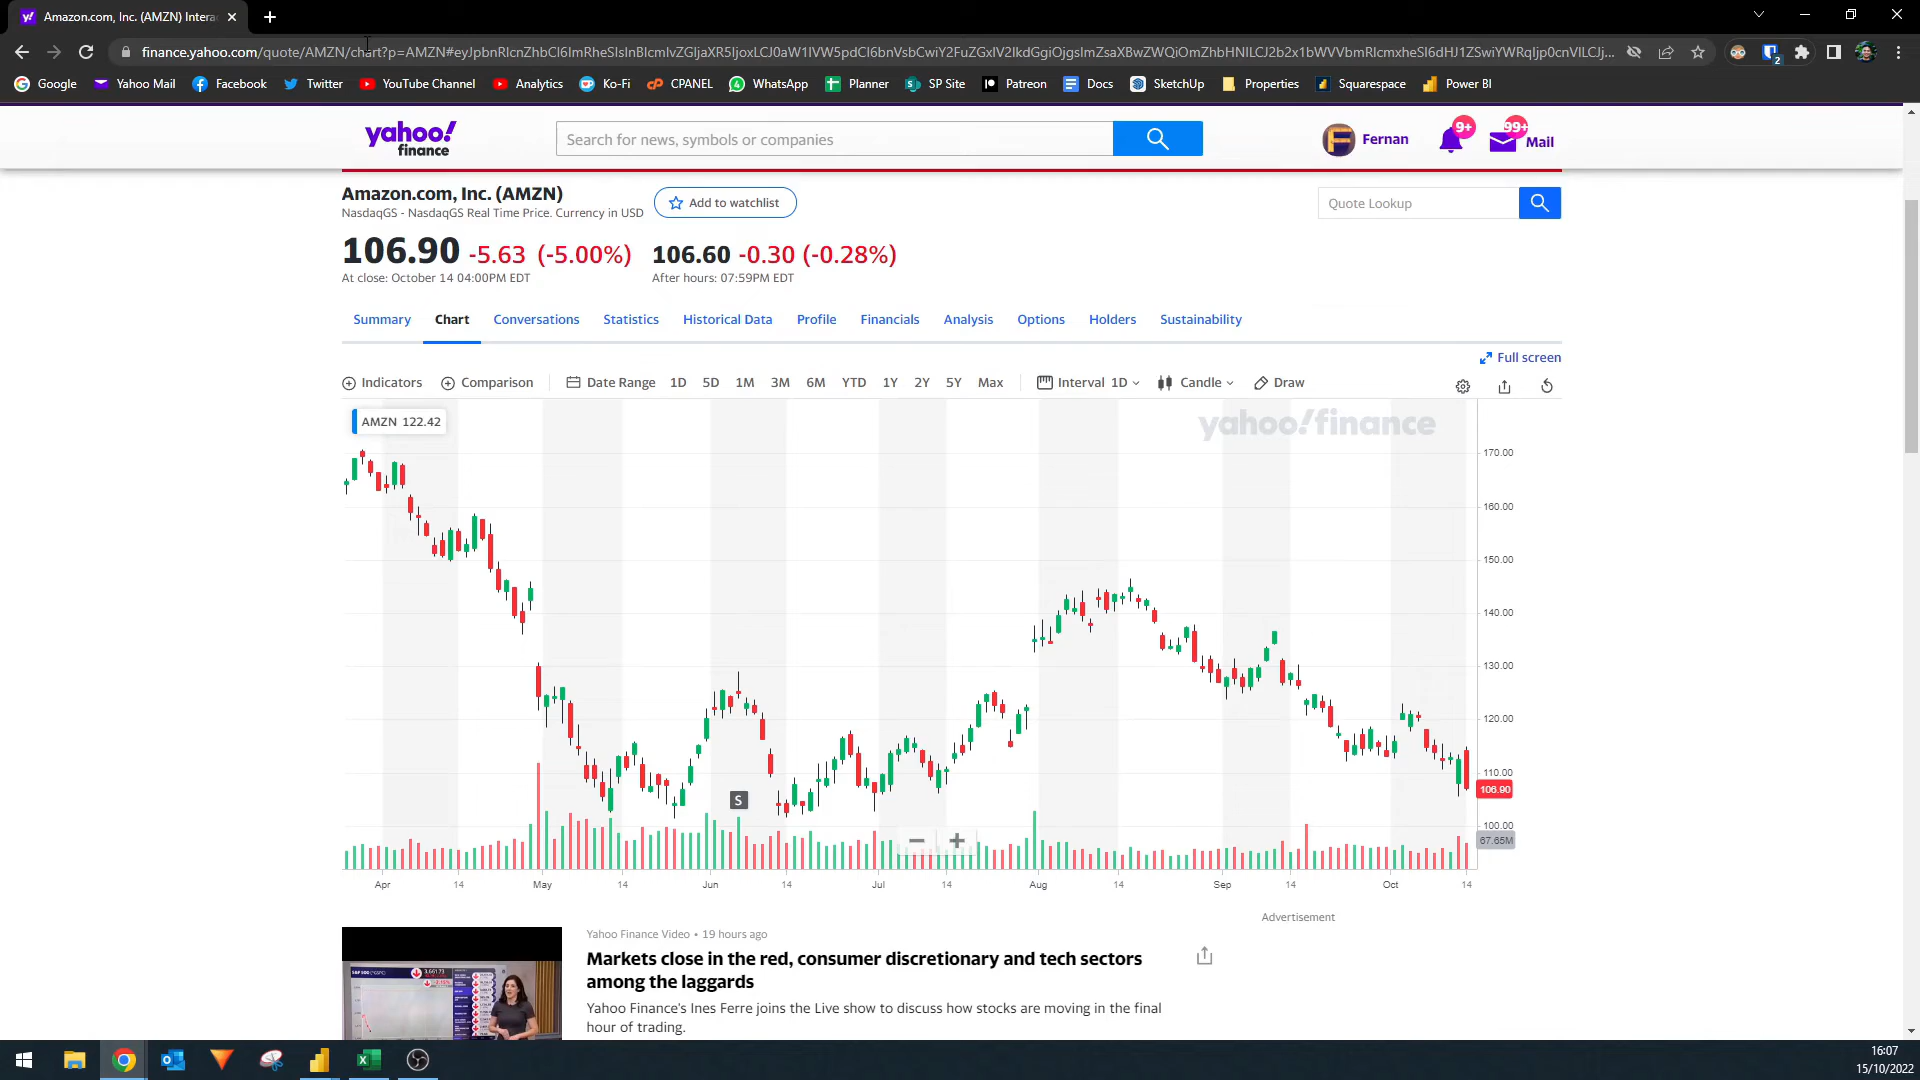 Amazon.com, Inc. (AMZN) Intera
finance.yahoo.com/quote/AMZN/chart?p=AMZN#
Google Yahoo Mail Facebook Twitter YouTube Channel Analytics Ko-Fi CPANEL WhatsApp Planner SP Site Patreon Docs SketchUp Properties Squarespace Power BI
yahoo!
finance
Search for news, symbols or companies
Fernan 9+ 99+ Mail
Amazon.com, Inc. (AMZN)
NasdaqGS - NasdaqGS Real Time Price. Currency in USD
Add to watchlist
Quote Lookup
106.90 -5.63 (-5.00%) 106.60 -0.30 (-0.28%)
At close: October 14 04:00PM EDT After hours: 07:59PM EDT
Summary Chart Conversations Statistics Historical Data Profile Financials Analysis Options Holders Sustainability
Full screen
Indicators Comparison Date Range 1D 5D 1M 3M 6M YTD 1Y 2Y 5Y Max Interval 1D Candle Draw
AMZN 122.42
yahoo!finance
170.00
160.00
150.00
140.00
130.00
120.00
110.00
106.90
S
100.00
67.65M
Apr 14 May 14 Jun 14 Jul 14 Aug 14 Sep 14 Oct 14
Advertisement
Yahoo Finance Video • 19 hours ago
Markets close in the red, consumer discretionary and tech sectors
among the laggards
Yahoo Finance's Ines Ferre joins the Live show to discuss how stocks are moving in the final
hour of trading.
16:07
15/10/2022